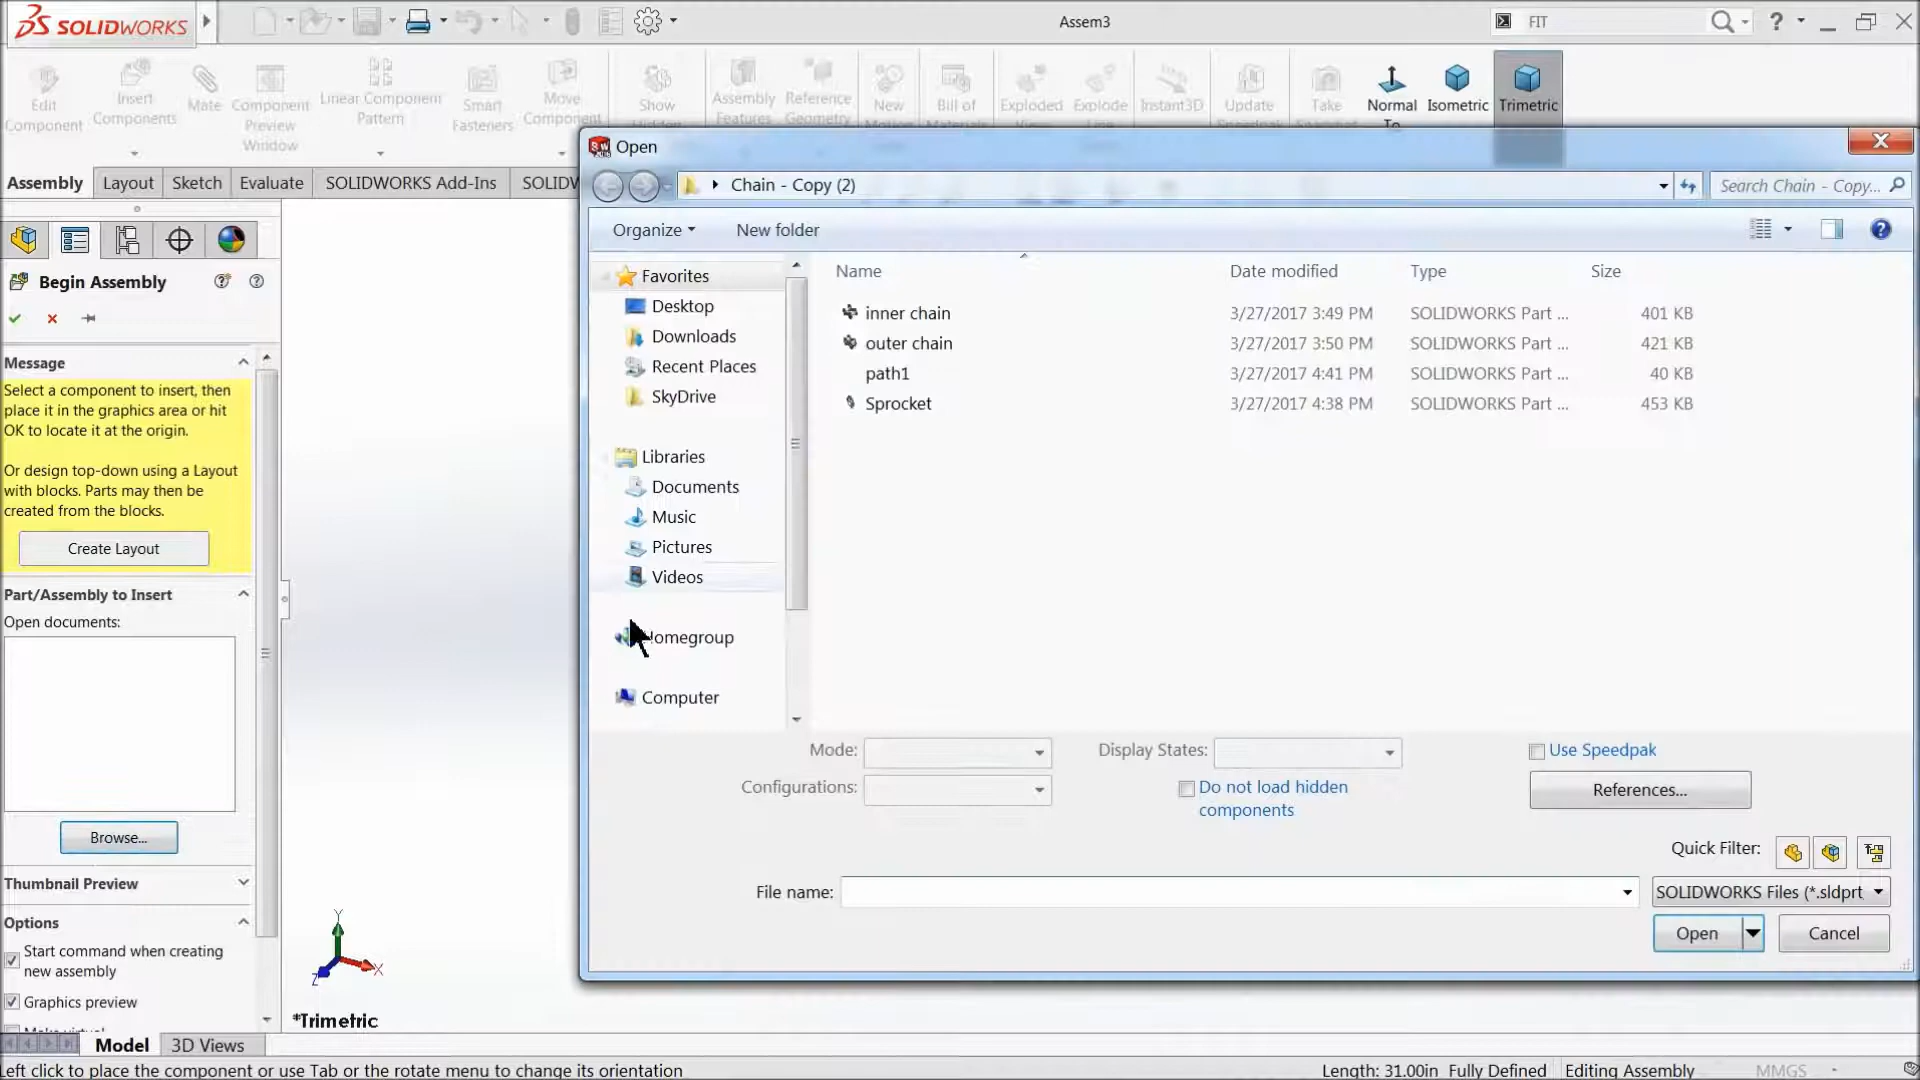 SOLIDWORKS
Assem3
FIT
Edit Component
Insert Components
Mate
Component Preview Window
Linear Component Pattern
Smart Fasteners
Move Component
Show Hidden
Assembly Features
Reference Geometry
New
Bill of
Exploded
Explode
Instant3D
Update
Take
Normal To
Isometric
Trimetric
Assembly
Layout
Sketch
Evaluate
SOLIDWORKS Add-Ins
SOLIDW
Begin Assembly
Message
Select a component to insert, then
place it in the graphics area or hit
OK to locate it at the origin.
Or design top-down using a Layout
with blocks. Parts may then be
created from the blocks.
Create Layout
Part/Assembly to Insert
Open documents:
Browse...
Thumbnail Preview
Options
Start command when creating
new assembly
Graphics preview
Open
Chain - Copy (2)
Search Chain - Copy...
Organize
New folder
Favorites
Desktop
Downloads
Recent Places
SkyDrive
Libraries
Documents
Music
Pictures
Videos
omegroup
Computer
Name Date modified Type Size
inner chain 3/27/2017 3:49 PM SOLIDWORKS Part ... 401 KB
outer chain 3/27/2017 3:50 PM SOLIDWORKS Part ... 421 KB
path1 3/27/2017 4:41 PM SOLIDWORKS Part ... 40 KB
Sprocket 3/27/2017 4:38 PM SOLIDWORKS Part ... 453 KB
Mode:
Display States:
Use Speedpak
Configurations:
Do not load hidden
components
References...
Quick Filter:
File name:
SOLIDWORKS Files (*.sldprt
Open
Cancel
Y
X
Z
*Trimetric
Model
3D Views
Left click to place the component or use Tab or the rotate menu to change its orientation
Length: 31.00in Fully Defined Editing Assembly MMGS